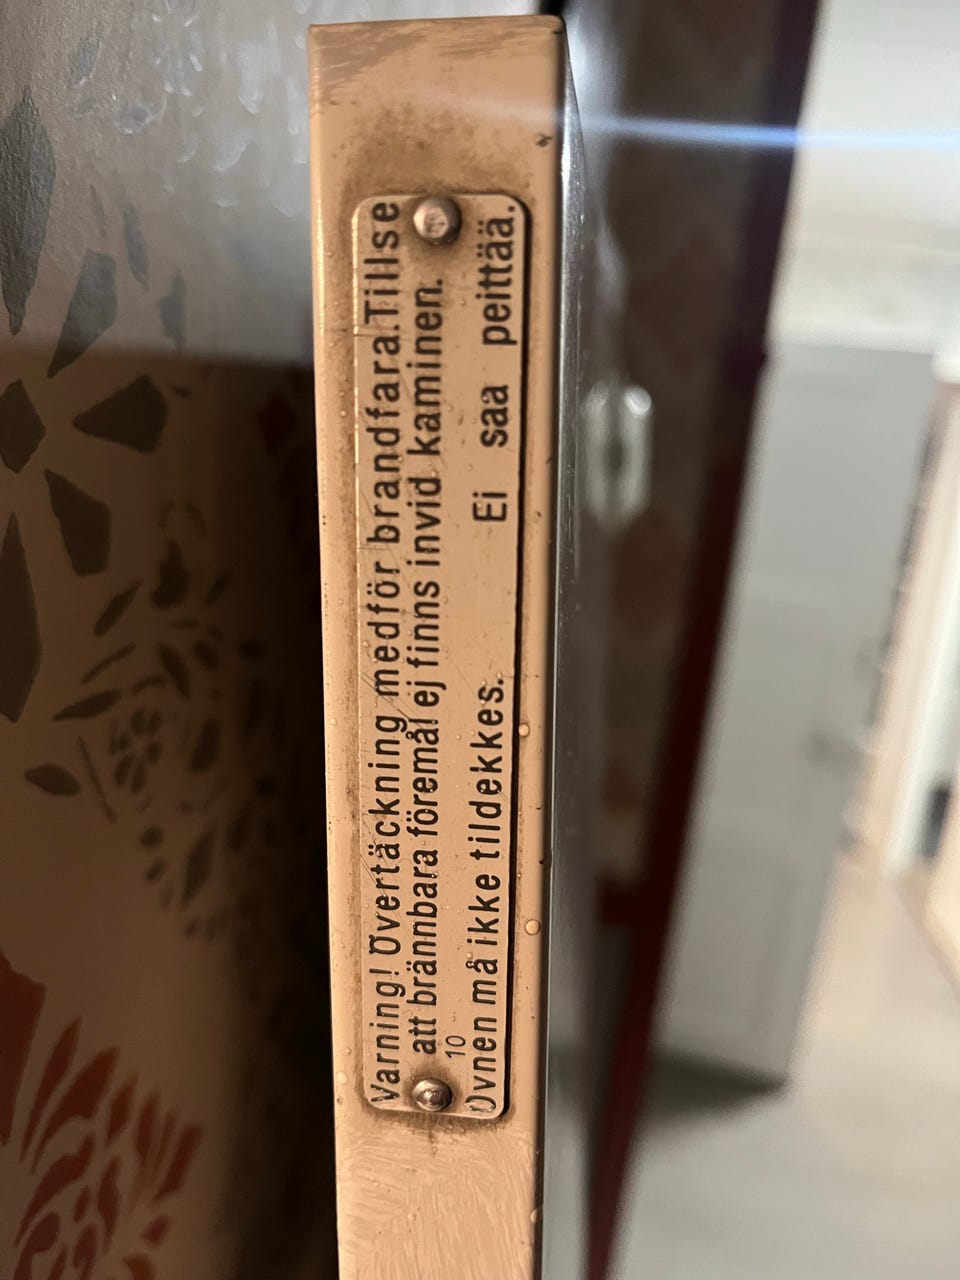 Varning! Övertäckning medför brandfara. Tillse
att brännbara föremål ej finns invid kaminen.
10
Ovnen må ikke tildekkes. Ei saa peittää.